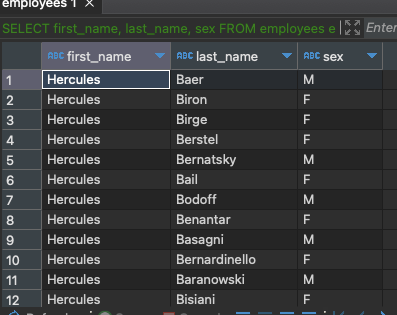 employees 1 ×
SELECT first_name, last_name, sex FROM employees e Enter
ABC first_name ABC last_name ABC sex
1 Hercules Baer M
2 Hercules Biron F
3 Hercules Birge F
4 Hercules Berstel F
5 Hercules Bernatsky M
6 Hercules Bail F
7 Hercules Bodoff M
8 Hercules Benantar F
9 Hercules Basagni M
10 Hercules Bernardinello F
11 Hercules Baranowski M
12 Hercules Bisiani F